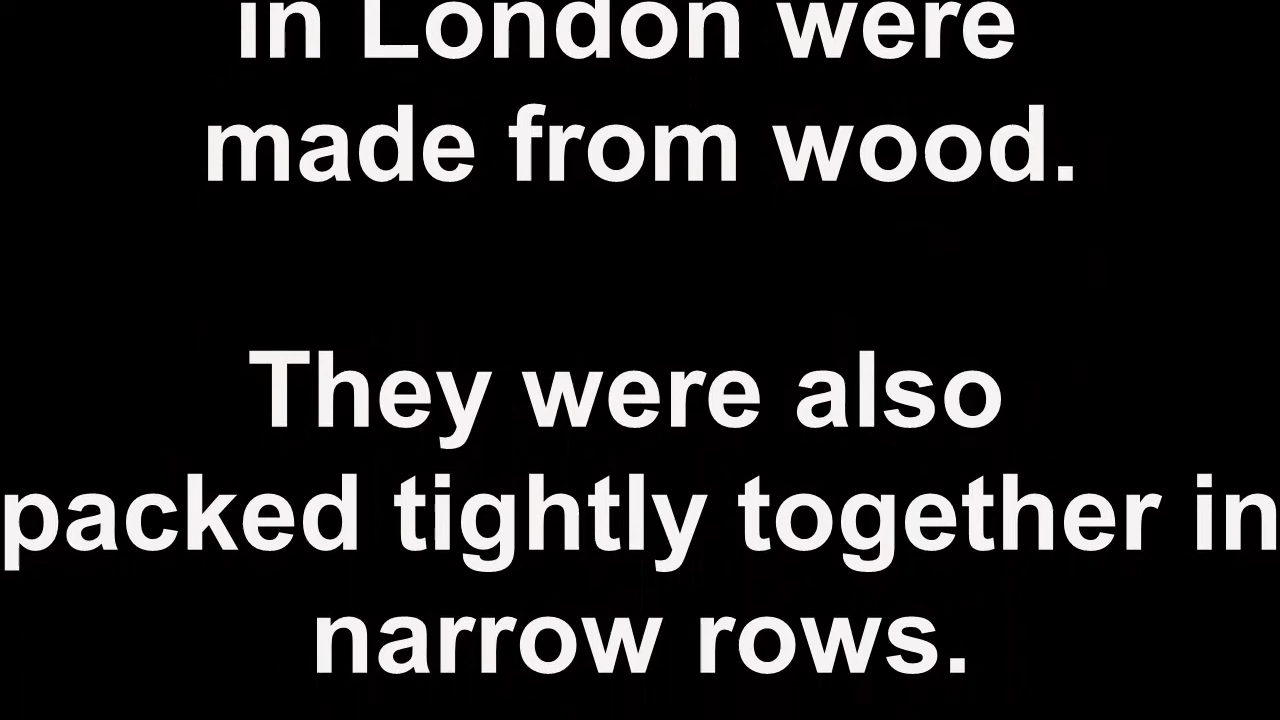 in London were
made from wood.
They were also
packed tightly together in
narrow rows.